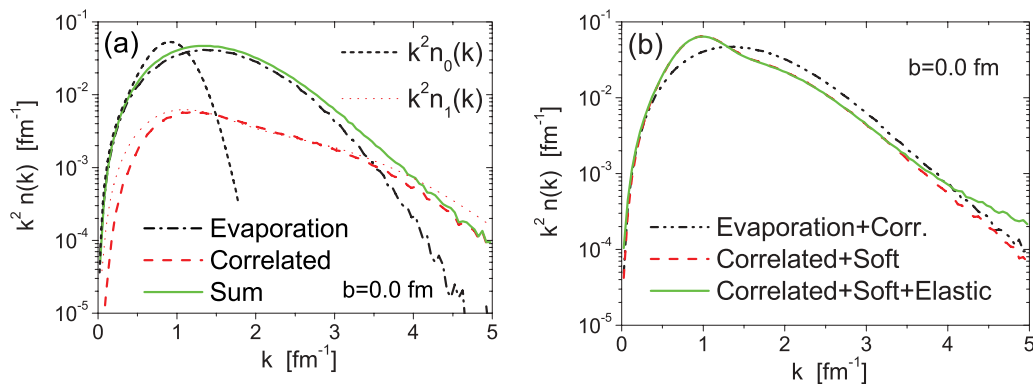 (a)
k²n₀(k)
k²n₁(k)
Evaporation
Correlated
Sum
b=0.0 fm
10⁻¹
10⁻²
10⁻³
10⁻⁴
10⁻⁵
k² n(k) [fm⁻¹]
0 1 2 3 4 5
k [fm⁻¹]
(b)
b=0.0 fm
Evaporation+Corr.
Correlated+Soft
Correlated+Soft+Elastic
10⁻¹
10⁻²
10⁻³
10⁻⁴
10⁻⁵
k² n(k) [fm⁻¹]
0 1 2 3 4 5
k [fm⁻¹]